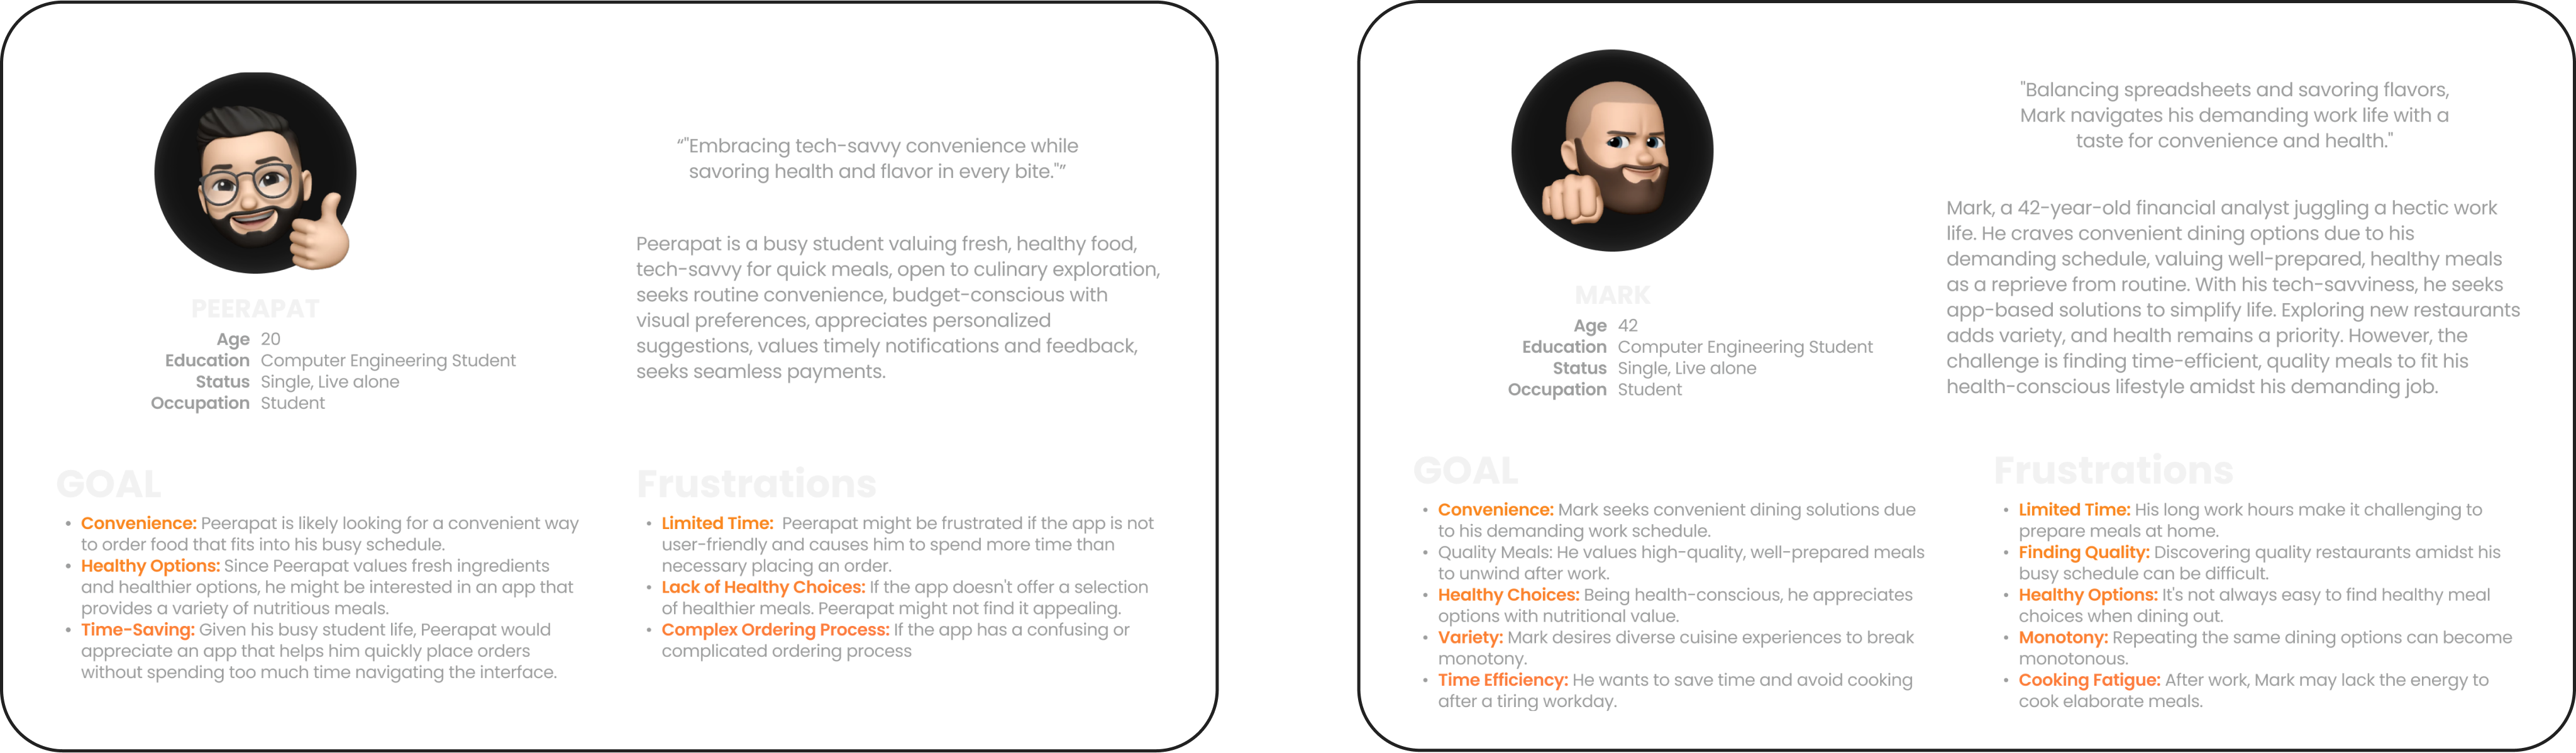 PEERAPAT
Age 20
Education Computer Engineering Student
Status Single, Live alone
Occupation Student
“"Embracing tech-savvy convenience while
savoring health and flavor in every bite."”
Peerapat is a busy student valuing fresh, healthy food,
tech-savvy for quick meals, open to culinary exploration,
seeks routine convenience, budget-conscious with
visual preferences, appreciates personalized
suggestions, values timely notifications and feedback,
seeks seamless payments.
GOAL
• Convenience: Peerapat is likely looking for a convenient way
to order food that fits into his busy schedule.
• Healthy Options: Since Peerapat values fresh ingredients
and healthier options, he might be interested in an app that
provides a variety of nutritious meals.
• Time-Saving: Given his busy student life, Peerapat would
appreciate an app that helps him quickly place orders
without spending too much time navigating the interface.
Frustrations
• Limited Time: Peerapat might be frustrated if the app is not
user-friendly and causes him to spend more time than
necessary placing an order.
• Lack of Healthy Choices: If the app doesn't offer a selection
of healthier meals. Peerapat might not find it appealing.
• Complex Ordering Process: If the app has a confusing or
complicated ordering process
MARK
Age 42
Education Computer Engineering Student
Status Single, Live alone
Occupation Student
"Balancing spreadsheets and savoring flavors,
Mark navigates his demanding work life with a
taste for convenience and health."
Mark, a 42-year-old financial analyst juggling a hectic work
life. He craves convenient dining options due to his
demanding schedule, valuing well-prepared, healthy meals
as a reprieve from routine. With his tech-savviness, he seeks
app-based solutions to simplify life. Exploring new restaurants
adds variety, and health remains a priority. However, the
challenge is finding time-efficient, quality meals to fit his
health-conscious lifestyle amidst his demanding job.
GOAL
• Convenience: Mark seeks convenient dining solutions due
to his demanding work schedule.
• Quality Meals: He values high-quality, well-prepared meals
to unwind after work.
• Healthy Choices: Being health-conscious, he appreciates
options with nutritional value.
• Variety: Mark desires diverse cuisine experiences to break
monotony.
• Time Efficiency: He wants to save time and avoid cooking
after a tiring workday.
Frustrations
• Limited Time: His long work hours make it challenging to
prepare meals at home.
• Finding Quality: Discovering quality restaurants amidst his
busy schedule can be difficult.
• Healthy Options: It's not always easy to find healthy meal
choices when dining out.
• Monotony: Repeating the same dining options can become
monotonous.
• Cooking Fatigue: After work, Mark may lack the energy to
cook elaborate meals.